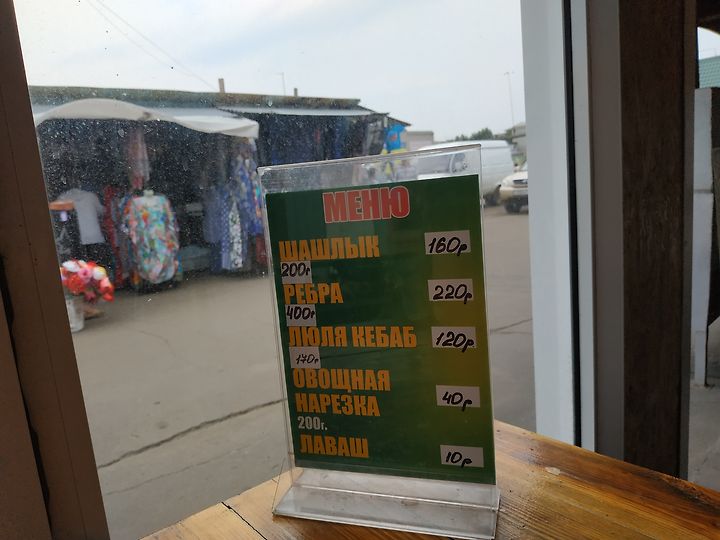 МЕНЮ
ШАШЛЫК 160р
200г
РЕБРА 220р
400г
ЛЮЛЯ КЕБАБ 120р
170г
ОВОЩНАЯ
НАРЕЗКА 40р
200г.
ЛАВАШ 10р